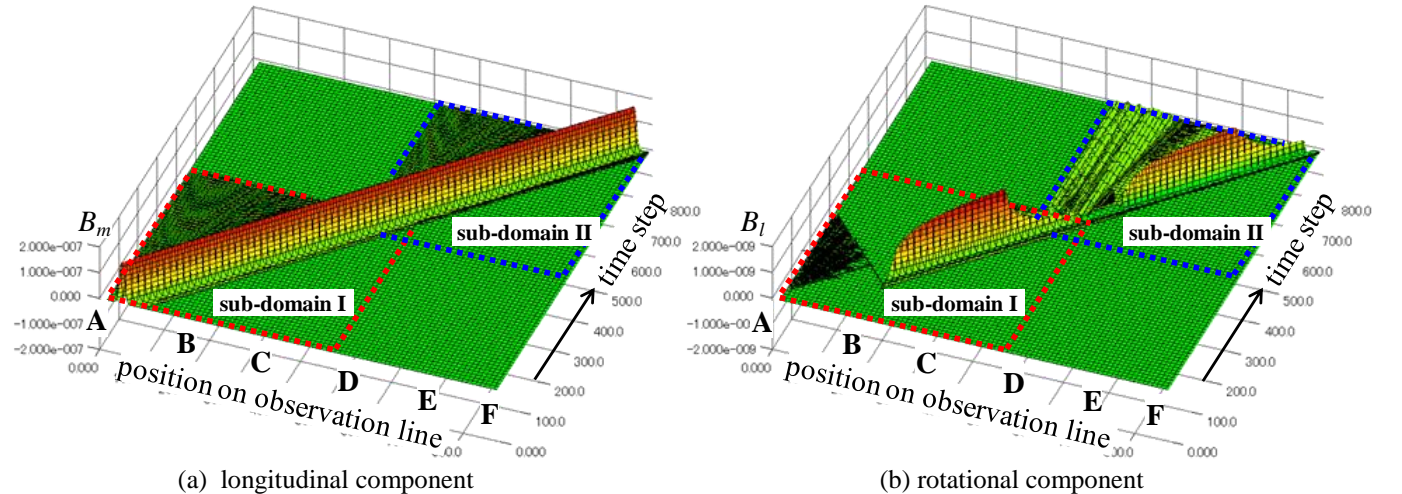 B_m
2.000e-007
1.000e-007
0.000
-1.000e-007
-2.000e-007
0.000
A
B
C
D
E
F
sub-domain I
sub-domain II
position on observation line
time step
0.000
100.0
200.0
300.0
400.0
500.0
600.0
700.0
800.0
(a) longitudinal component
B_l
2.000e-009
1.000e-009
0.000
-1.000e-00
-2.000e-009
0.000
A
B
C
D
E
F
sub-domain I
sub-domain II
position on observation line
time step
0.000
100.0
200.0
300.0
400.0
500.0
600.0
700.0
800.0
(b) rotational component